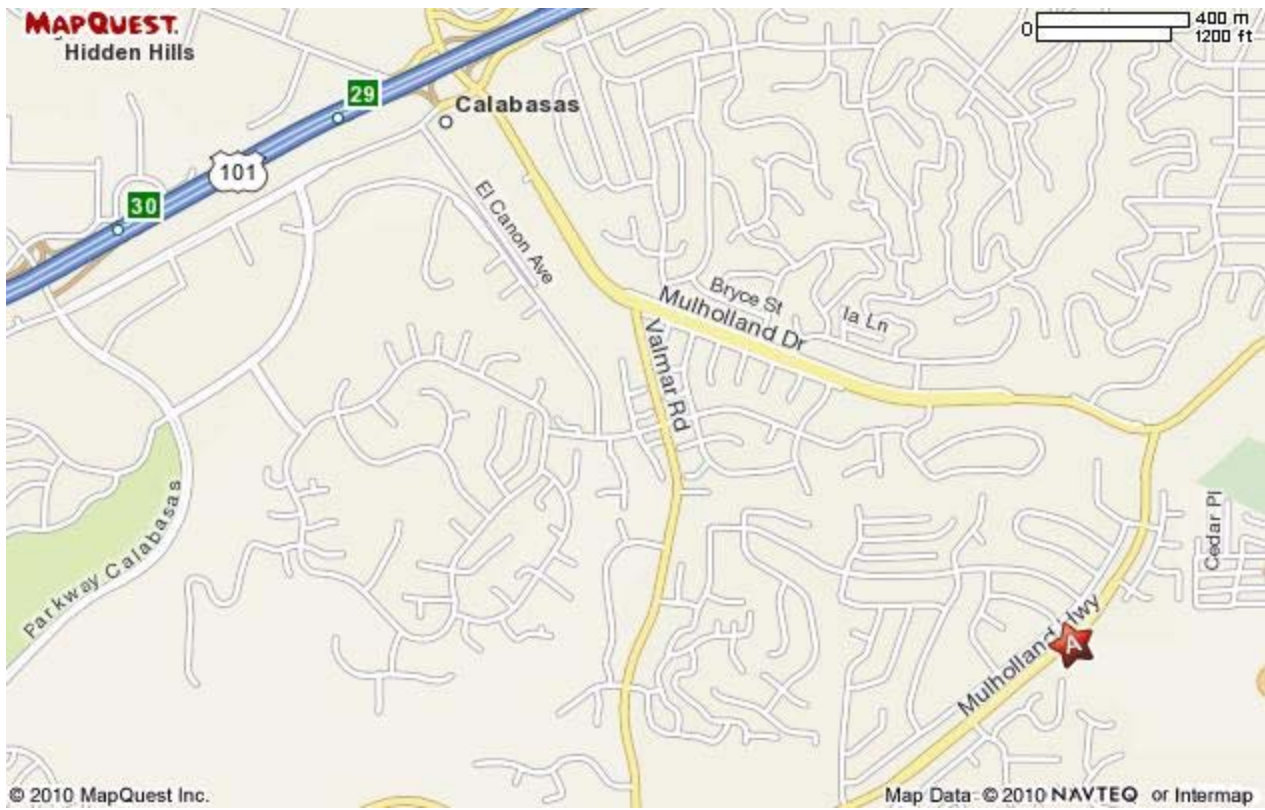 MAPQUEST.
Hidden Hills
0
400 m
1200 ft
29
Calabasas
101
30
El Canon Ave
Bryce St
Mulholland Dr
la Ln
Valmar Rd
Parkway Calabasas
Cedar Pl
Mulholland Hwy
A
© 2010 MapQuest Inc.
Map Data © 2010 NAVTEQ or Intermap